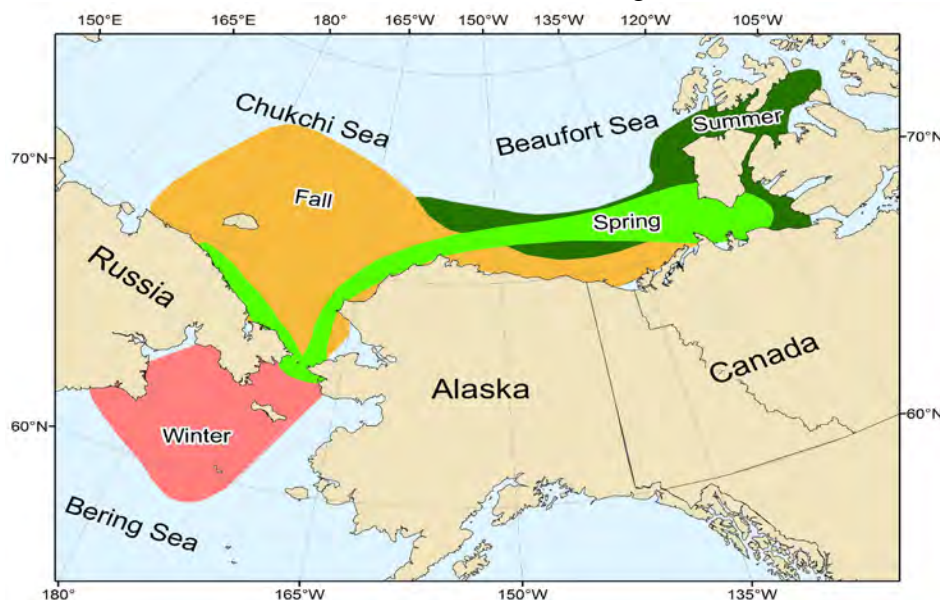 150°E 165°E 180° 165°W 150°W 135°W 120°W 105°W
Chukchi Sea
Beaufort Sea
Summer
70°N
70°N
Fall
Spring
Russia
Canada
Alaska
60°N
60°N
Winter
Bering Sea
180° 165°W 150°W 135°W